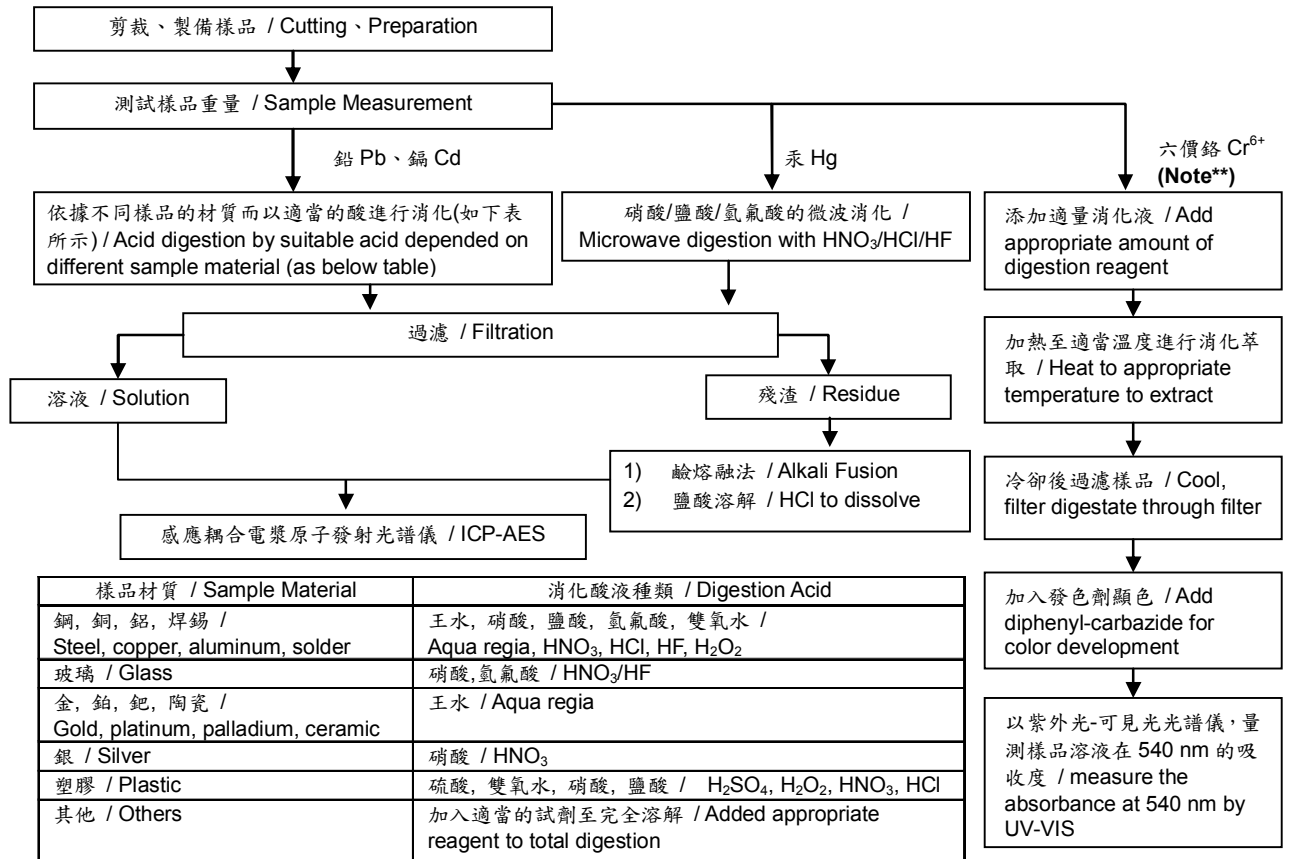 剪裁、製備樣品 / Cutting、Preparation
測試樣品重量 / Sample Measurement
鉛 Pb、鎘 Cd
汞 Hg
六價鉻 Cr⁶⁺
(Note**)
依據不同樣品的材質而以適當的酸進行消化(如下表
所示) / Acid digestion by suitable acid depended on
different sample material (as below table)
硝酸/鹽酸/氫氟酸的微波消化 /
Microwave digestion with HNO₃/HCl/HF
添加適量消化液 / Add
appropriate amount of
digestion reagent
過濾 / Filtration
加熱至適當溫度進行消化萃
取 / Heat to appropriate
temperature to extract
溶液 / Solution
殘渣 / Residue
1) 鹼熔融法 / Alkali Fusion
2) 鹽酸溶解 / HCl to dissolve
冷卻後過濾樣品 / Cool,
filter digestate through filter
感應耦合電漿原子發射光譜儀 / ICP-AES
加入發色劑顯色 / Add
diphenyl-carbazide for
color development
以紫外光-可見光光譜儀，量
測樣品溶液在 540 nm 的吸
收度 / measure the
absorbance at 540 nm by
UV-VIS
樣品材質 / Sample Material 消化酸液種類 / Digestion Acid
鋼, 銅, 鋁, 焊錫 / 王水, 硝酸, 鹽酸, 氫氟酸, 雙氧水 /
Steel, copper, aluminum, solder Aqua regia, HNO₃, HCl, HF, H₂O₂
玻璃 / Glass 硝酸,氫氟酸 / HNO₃/HF
金, 鉑, 鈀, 陶瓷 / 王水 / Aqua regia
Gold, platinum, palladium, ceramic
銀 / Silver 硝酸 / HNO₃
塑膠 / Plastic 硫酸, 雙氧水, 硝酸, 鹽酸 / H₂SO₄, H₂O₂, HNO₃, HCl
其他 / Others 加入適當的試劑至完全溶解 / Added appropriate
reagent to total digestion